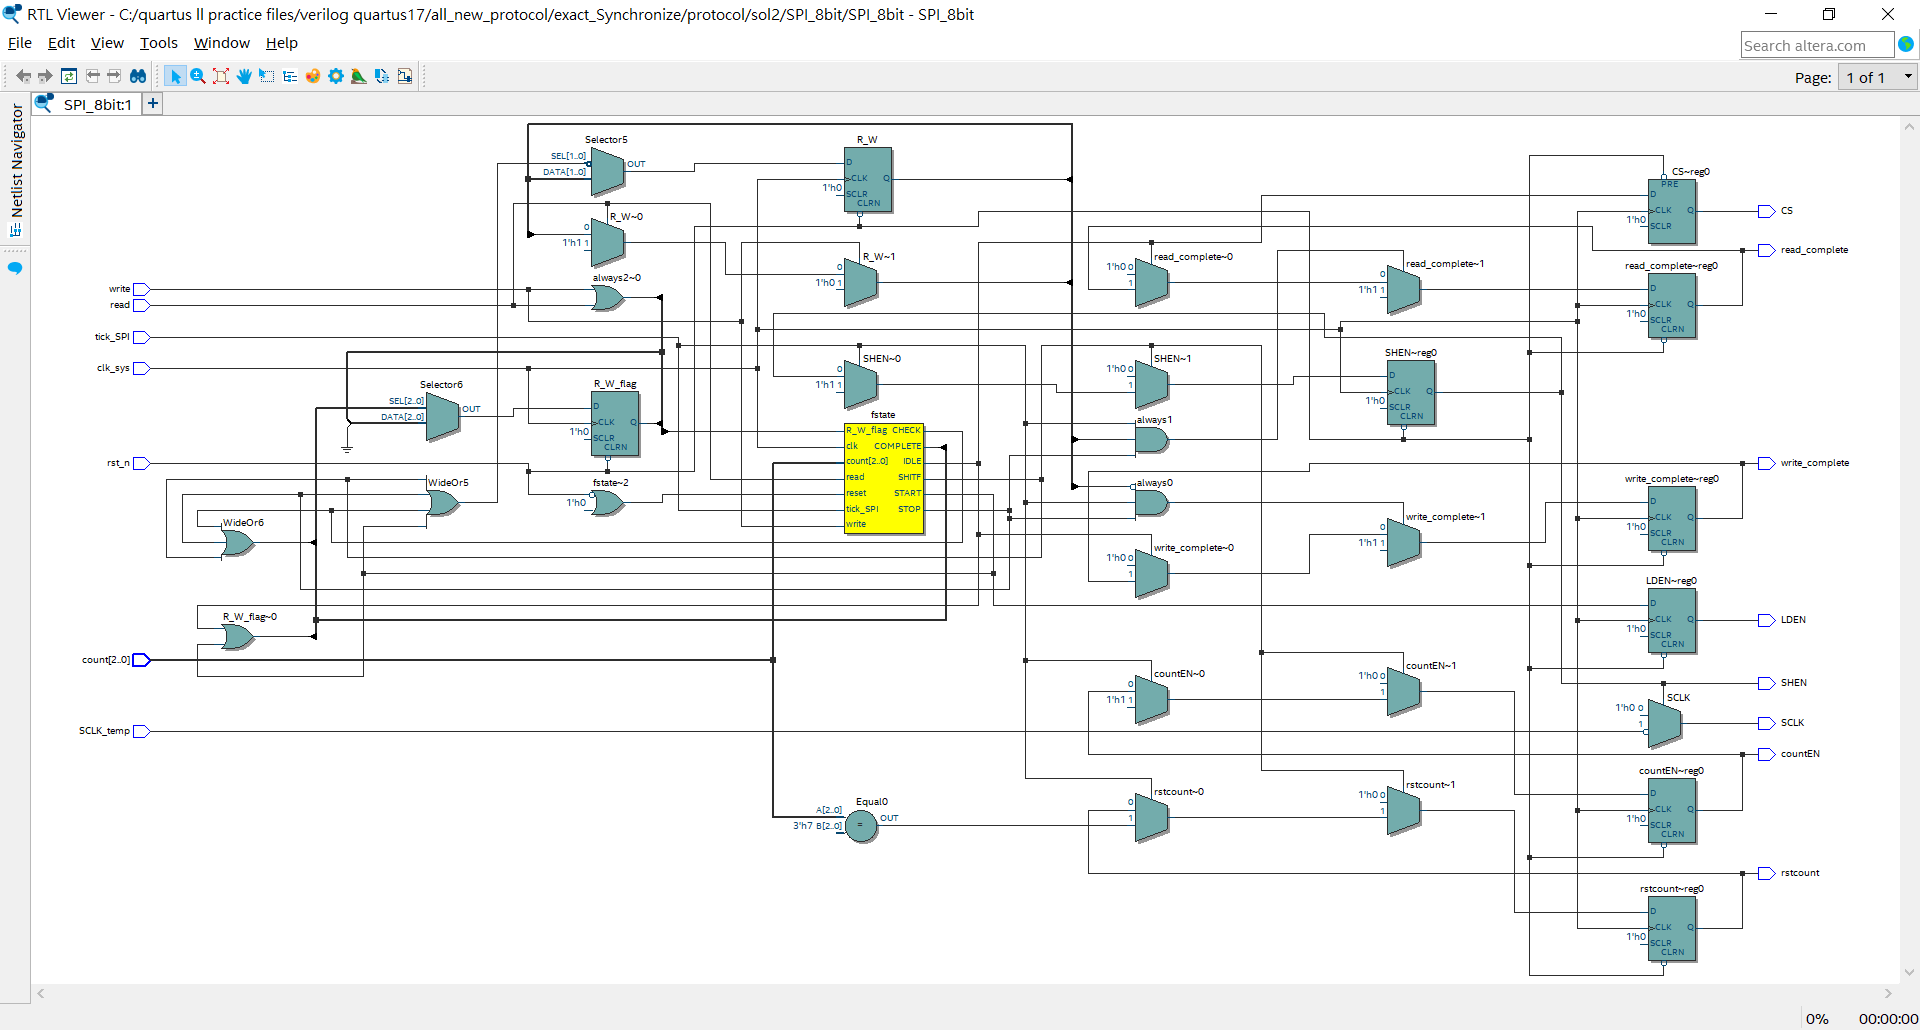 RTL Viewer - C:/quartus ll practice files/verilog quartus17/all_new_protocol/exact_Synchronize/protocol/sol2/SPI_8bit/SPI_8bit - SPI_8bit
File Edit View Tools Window Help
Search altera.com
Page: 1 of 1
Netlist Navigator
SPI_8bit:1
+
Selector5
SEL[1..0]
DATA[1..0]
OUT
R_W
D
CLK
1'h0
SCLR
CLRN
Q
CS~reg0
PRE
D
CLK
1'h0
SCLR
Q
CS
R_W~0
0
1'h1 1
R_W~1
0
1'h0 1
read_complete~0
1'h0 0
1
read_complete~1
0
1'h1 1
read_complete
read_complete~reg0
D
CLK
1'h0
SCLR
CLRN
Q
always2~0
write
read
tick_SPI
clk_sys
SHEN~0
0
1'h1 1
SHEN~1
1'h0 0
1
SHEN~reg0
D
CLK
1'h0
SCLR
CLRN
Q
Selector6
SEL[2..0]
DATA[2..0]
OUT
R_W_flag
D
CLK
1'h0
SCLR
CLRN
Q
fstate
R_W_flag CHECK
clk COMPLETE
count[2..0] IDLE
read SHITF
reset START
tick_SPI STOP
write
always1
always0
rst_n
WideOr5
fstate~2
1'h0
WideOr6
write_complete
write_complete~reg0
D
CLK
1'h0
SCLR
CLRN
Q
write_complete~0
1'h0 0
1
write_complete~1
0
1'h1 1
LDEN~reg0
D
CLK
1'h0
SCLR
CLRN
Q
LDEN
R_W_flag~0
count[2..0]
countEN~0
0
1'h1 1
countEN~1
1'h0 0
1
SHEN
SCLK
1'h0 0
1
SCLK
SCLK_temp
countEN
countEN~reg0
D
CLK
1'h0
SCLR
CLRN
Q
Equal0
A[2..0]
3'h7 B[2..0]
=
OUT
rstcount~0
0
1
rstcount~1
1'h0 0
1
rstcount
rstcount~reg0
D
CLK
1'h0
SCLR
CLRN
Q
0% 00:00:00